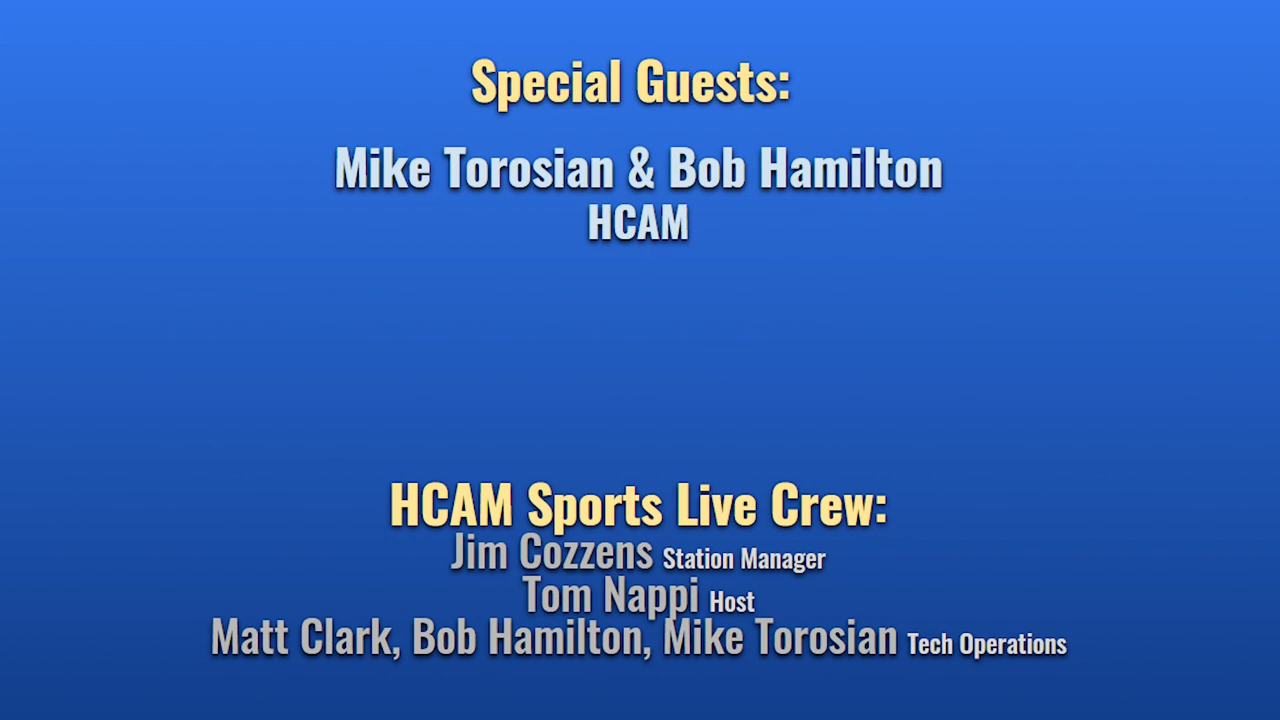 Special Guests:
Mike Torosian & Bob Hamilton
HCAM
HCAM Sports Live Crew:
Jim Cozzens Station Manager
Tom Nappi Host
Matt Clark, Bob Hamilton, Mike Torosian Tech Operations